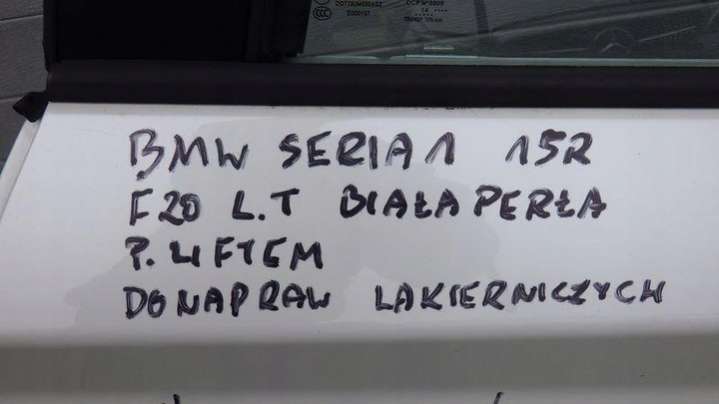 BMW SERIA 1 15R
F20 L.T BIAŁA PERŁA
P. LIFTEM
DO NAPRAW LAKIERNICZYCH